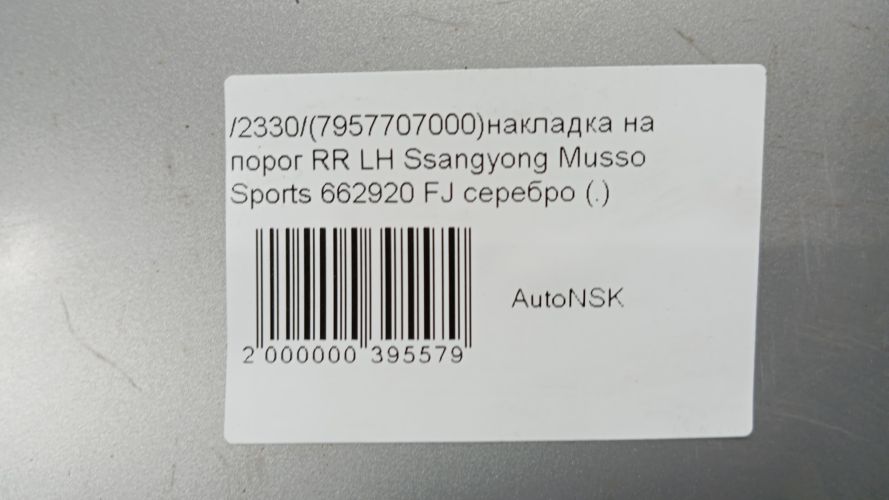 /2330/(7957707000)накладка на
порог RR LH Ssangyong Musso
Sports 662920 FJ серебро (.)
AutoNSK
2 000000 395579